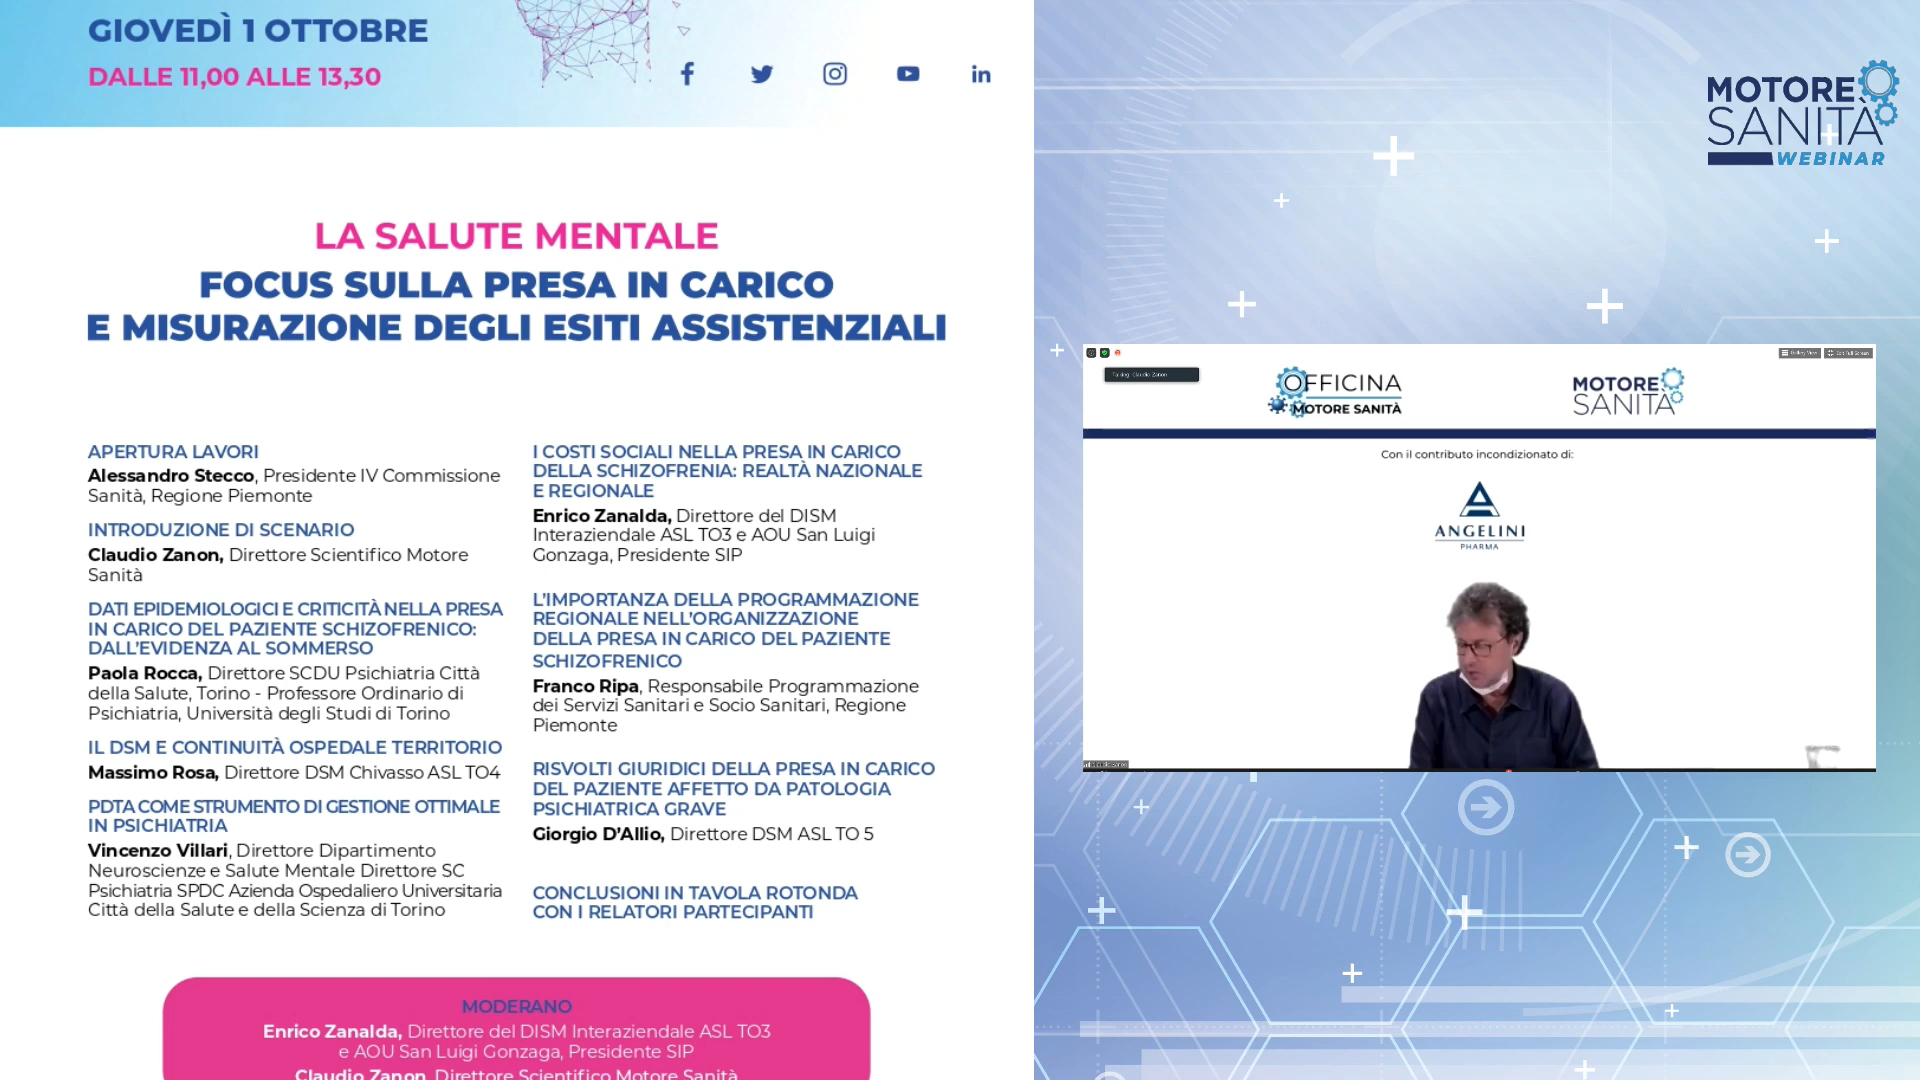 GIOVEDÌ 1 OTTOBRE
DALLE 11,00 ALLE 13,30
LA SALUTE MENTALE
FOCUS SULLA PRESA IN CARICO
E MISURAZIONE DEGLI ESITI ASSISTENZIALI
APERTURA LAVORI
Alessandro Stecco, Presidente IV Commissione
Sanità, Regione Piemonte
INTRODUZIONE DI SCENARIO
Claudio Zanon, Direttore Scientifico Motore
Sanità
DATI EPIDEMIOLOGICI E CRITICITÀ NELLA PRESA
IN CARICO DEL PAZIENTE SCHIZOFRENICO:
DALL'EVIDENZA AL SOMMERSO
Paola Rocca, Direttore SCDU Psichiatria Città
della Salute, Torino - Professore Ordinario di
Psichiatria, Università degli Studi di Torino
IL DSM E CONTINUITÀ OSPEDALE TERRITORIO
Massimo Rosa, Direttore DSM Chivasso ASL TO4
PDTA COME STRUMENTO DI GESTIONE OTTIMALE
IN PSICHIATRIA
Vincenzo Villari, Direttore Dipartimento
Neuroscienze e Salute Mentale Direttore SC
Psichiatria SPDC Azienda Ospedaliero Universitaria
Città della Salute e della Scienza di Torino
I COSTI SOCIALI NELLA PRESA IN CARICO
DELLA SCHIZOFRENIA: REALTÀ NAZIONALE
E REGIONALE
Enrico Zanalda, Direttore del DISM
Interaziendale ASL TO3 e AOU San Luigi
Gonzaga, Presidente SIP
L'IMPORTANZA DELLA PROGRAMMAZIONE
REGIONALE NELL'ORGANIZZAZIONE
DELLA PRESA IN CARICO DEL PAZIENTE
SCHIZOFRENICO
Franco Ripa, Responsabile Programmazione
dei Servizi Sanitari e Socio Sanitari, Regione
Piemonte
RISVOLTI GIURIDICI DELLA PRESA IN CARICO
DEL PAZIENTE AFFETTO DA PATOLOGIA
PSICHIATRICA GRAVE
Giorgio D'Allio, Direttore DSM ASL TO 5
CONCLUSIONI IN TAVOLA ROTONDA
CON I RELATORI PARTECIPANTI
MODERANO
Enrico Zanalda, Direttore del DISM Interaziendale ASL TO3
e AOU San Luigi Gonzaga, Presidente SIP
Claudio Zanon, Direttore Scientifico Motore Sanità
MOTORE
SANITÀ
WEBINAR
Gallery View
Exit Full Screen
Talking: Claudio Zanon
OFFICINA
MOTORE SANITÀ
MOTORE
SANITÀ
Con il contributo incondizionato di:
ANGELINI
PHARMA